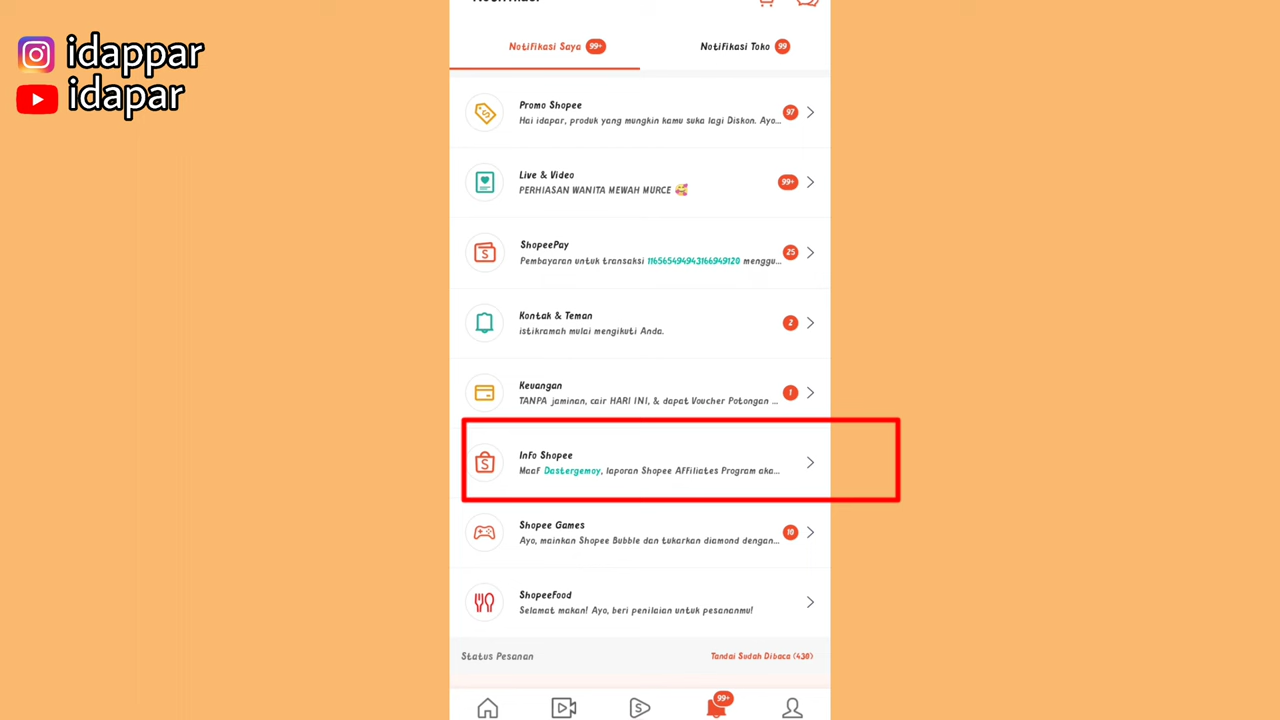 idappar
idapar
Notifikasi Saya 99+
Notifikasi Toko 99
Promo Shopee
Hai idapar, produk yang mungkin kamu suka lagi Diskon. Ayo...
97
Live & Video
PERHIASAN WANITA MEWAH MURCE 🥰
99+
ShopeePay
Pembayaran untuk transaksi 116565494943166949120 menggu...
25
Kontak & Teman
istikramah mulai mengikuti Anda.
2
Keuangan
TANPA jaminan, cair HARI INI, & dapat Voucher Potongan ...
1
Info Shopee
Maaf Dastergemoy, laporan Shopee Affiliates Program aka...
Shopee Games
Ayo, mainkan Shopee Bubble dan tukarkan diamond dengan...
10
ShopeeFood
Selamat makan! Ayo, beri penilaian untuk pesananmu!
Status Pesanan
Tandai Sudah Dibaca (430)
99+